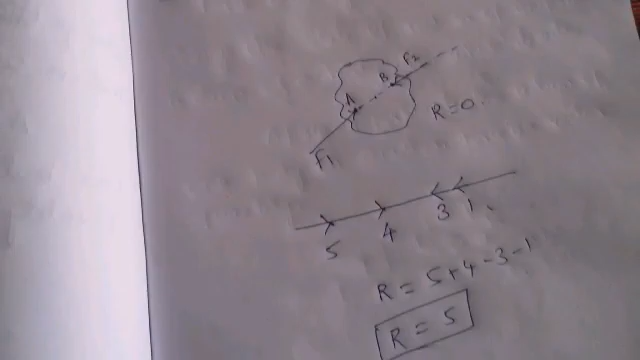 F2
B
A
R=0.
F1
5 4 3 1
R = 5+4-3-1
R = 5